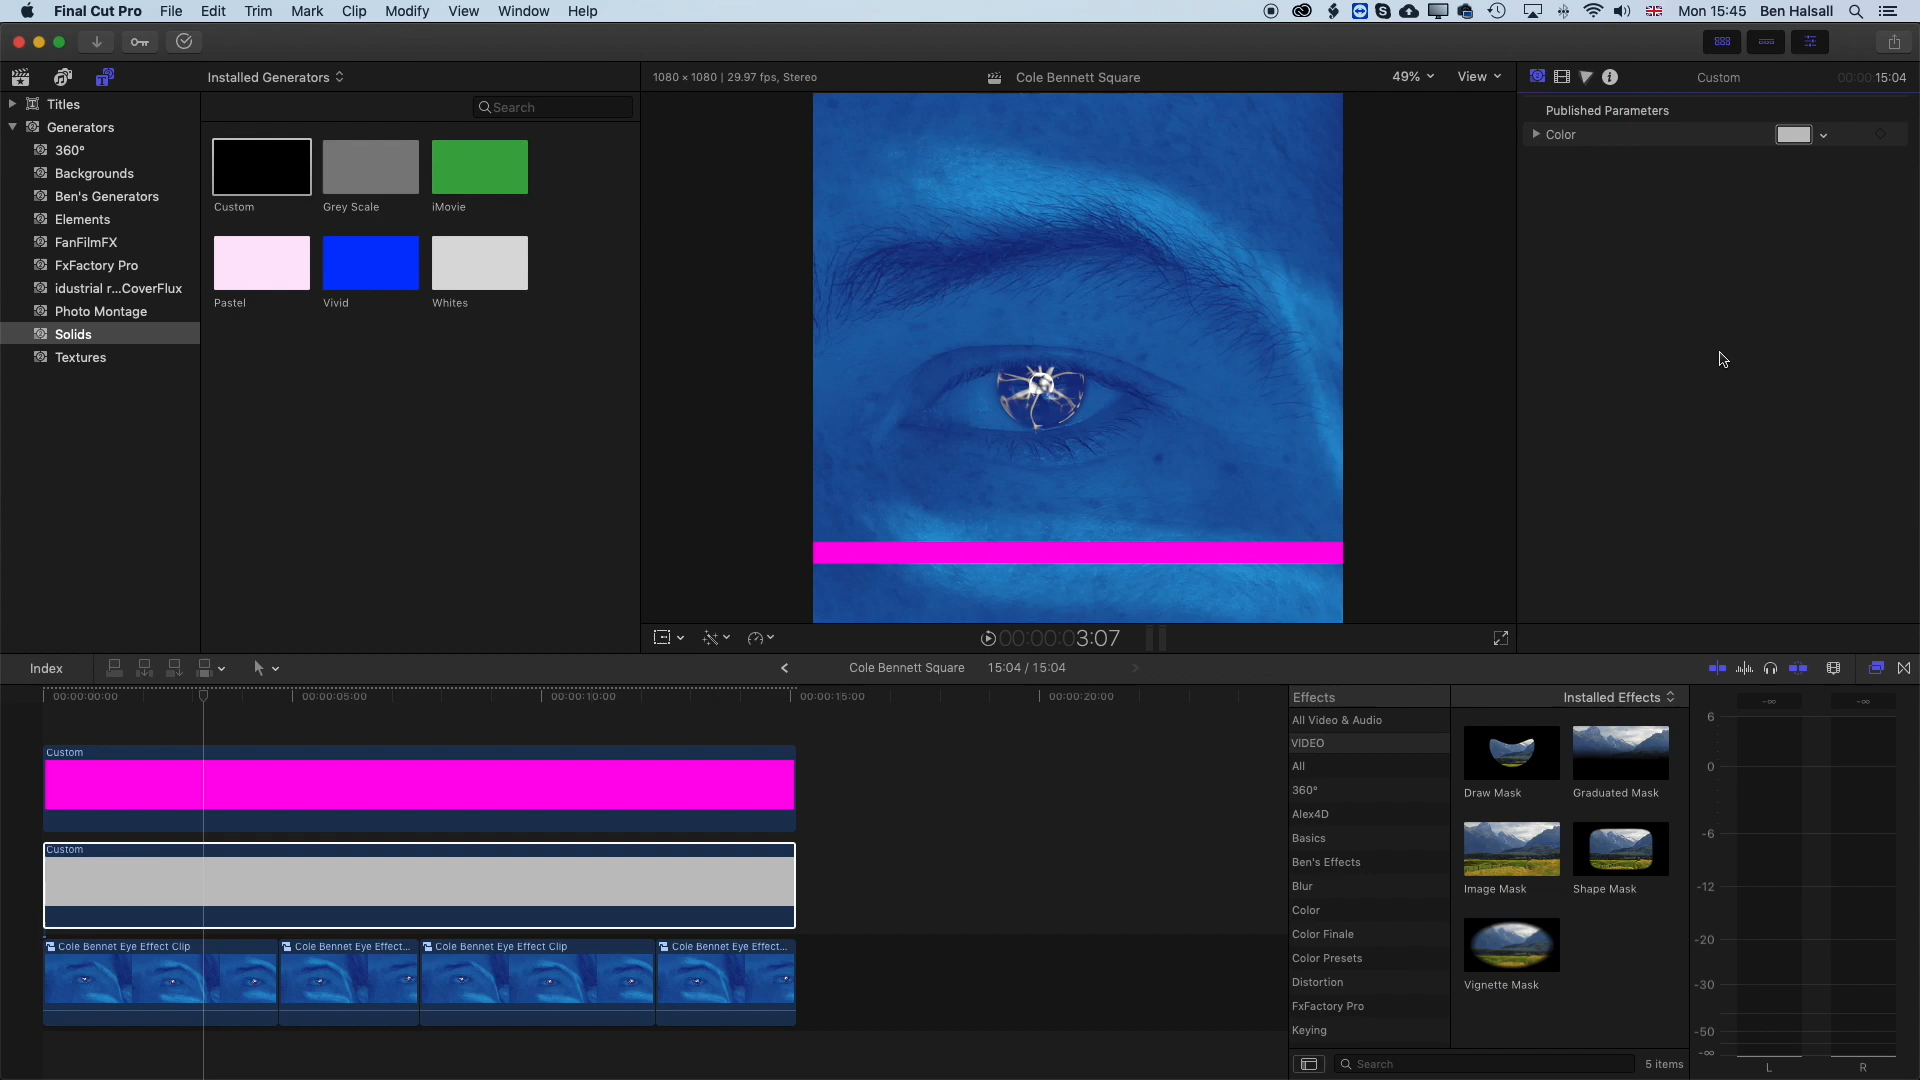 Final Cut Pro File Edit Trim Mark Clip Modify View Window Help Mon 15:45 Ben Halsall
Installed Generators 1080 × 1080 | 29.97 fps, Stereo Cole Bennett Square 49% View Custom 00:00:15:04
Titles
Generators
360°
Backgrounds
Ben's Generators
Elements
FanFilmFX
FxFactory Pro
idustrial r...CoverFlux
Photo Montage
Solids
Textures
Search
Custom Grey Scale iMovie
Pastel Vivid Whites
Published Parameters
Color
00:00:00:03:07
Index Cole Bennett Square 15:04 / 15:04
00:00:00:00 00:00:05:00 00:00:10:00 00:00:15:00 00:00:20:00
Custom
Custom
Cole Bennet Eye Effect Clip Cole Bennet Eye Effect... Cole Bennet Eye Effect Clip Cole Bennet Eye Effect...
Effects Installed Effects
All Video & Audio
VIDEO
All
360°
Alex4D
Basics
Ben's Effects
Blur
Color
Color Finale
Color Presets
Distortion
FxFactory Pro
Keying
Draw Mask Graduated Mask
Image Mask Shape Mask
Vignette Mask
Search 5 items
-∞ -∞
6
0
-6
-12
-20
-30
-50
-∞
L R